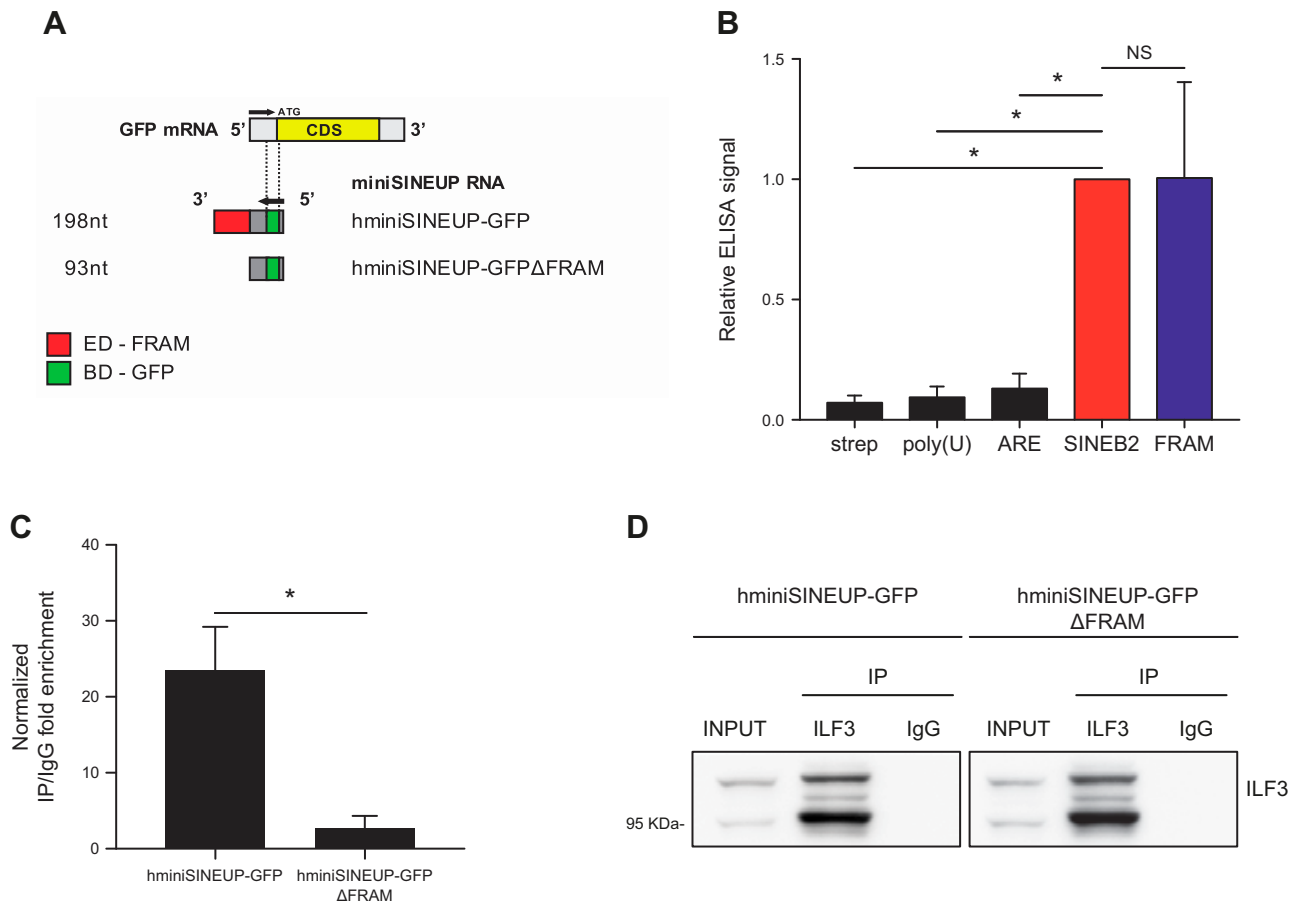 A
GFP mRNA 5’ ATG CDS 3’
miniSINEUP RNA
3’ 5’
198nt hminiSINEUP-GFP
93nt hminiSINEUP-GFPΔFRAM
ED - FRAM
BD - GFP
B
Relative ELISA signal
1.5
1.0
0.5
0.0
NS
*
*
*
strep poly(U) ARE SINEB2 FRAM
C
Normalized
IP/IgG fold enrichment
40
30
20
10
0
*
hminiSINEUP-GFP hminiSINEUP-GFP
ΔFRAM
D
hminiSINEUP-GFP hminiSINEUP-GFP
ΔFRAM
IP IP
INPUT ILF3 IgG INPUT ILF3 IgG
ILF3
95 KDa-